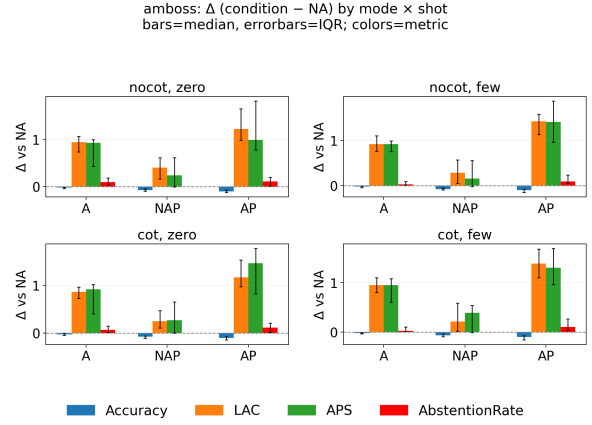 amboss: Δ (condition − NA) by mode × shot
bars=median, errorbars=IQR; colors=metric
nocot, zero
Δ vs NA
1
0
A NAP AP
nocot, few
Δ vs NA
1
0
A NAP AP
cot, zero
Δ vs NA
1
0
A NAP AP
cot, few
Δ vs NA
1
0
A NAP AP
Accuracy LAC APS AbstentionRate